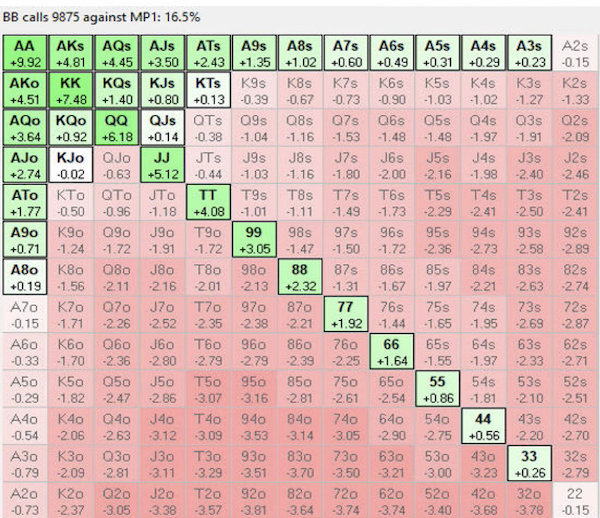 BB calls 9875 against MP1: 16.5%
AA AKs AQs AJs ATs A9s A8s A7s A6s A5s A4s A3s A2s
+9.92 +4.81 +4.45 +3.50 +2.43 +1.35 +1.02 +0.60 +0.49 +0.31 +0.29 +0.23 -0.15
AKo KK KQs KJs KTs K9s K8s K7s K6s K5s K4s K3s K2s
+4.51 +7.48 +1.40 +0.80 +0.13 -0.39 -0.67 -0.73 -0.90 -1.03 -1.02 -1.27 -1.33
AQo KQo QQ QJs QTs Q9s Q8s Q7s Q6s Q5s Q4s Q3s Q2s
+3.64 +0.92 +6.18 +0.14 -0.38 -1.04 -1.16 -1.53 -1.48 -1.48 -1.97 -1.91 -2.09
AJo KJo QJo JJ JTs J9s J8s J7s J6s J5s J4s J3s J2s
+2.74 -0.02 -0.63 +5.12 -0.44 -1.03 -1.16 -1.80 -2.00 -2.16 -1.98 -2.40 -2.46
ATo KTo QTo JTo TT T9s T8s T7s T6s T5s T4s T3s T2s
+1.77 -0.50 -0.96 -1.18 +4.08 -1.01 -1.11 -1.49 -1.73 -2.29 -2.41 -2.50 -2.41
A9o K9o Q9o J9o T9o 99 98s 97s 96s 95s 94s 93s 92s
+0.71 -1.24 -1.72 -1.91 -1.72 +3.05 -1.47 -1.50 -1.72 -2.36 -2.73 -2.58 -2.89
A8o K8o Q8o J8o T8o 98o 88 87s 86s 85s 84s 83s 82s
+0.19 -1.56 -2.11 -2.16 -2.01 -2.13 +2.32 -1.31 -1.67 -1.97 -2.21 -2.63 -2.74
A7o K7o Q7o J7o T7o 97o 87o 77 76s 75s 74s 73s 72s
-0.15 -1.71 -2.26 -2.52 -2.35 -2.38 -2.21 +1.92 -1.44 -1.65 -1.95 -2.69 -2.87
A6o K6o Q6o J6o T6o 96o 86o 76o 66 65s 64s 63s 62s
-0.33 -1.70 -2.36 -2.80 -2.79 -2.79 -2.39 -2.25 +1.64 -1.55 -1.97 -2.33 -2.71
A5o K5o Q5o J5o T5o 95o 85o 75o 65o 55 54s 53s 52s
-0.29 -1.82 -2.47 -2.86 -3.07 -3.16 -2.81 -2.61 -2.54 +0.86 -1.81 -2.10 -2.51
A4o K4o Q4o J4o T4o 94o 84o 74o 64o 54o 44 43s 42s
-0.54 -2.06 -2.63 -3.12 -3.09 -3.53 -3.14 -3.05 -2.90 -2.75 +0.56 -2.20 -2.70
A3o K3o Q3o J3o T3o 93o 83o 73o 63o 53o 43o 33 32s
-0.79 -2.09 -2.81 -3.11 -3.29 -3.51 -3.70 -3.50 -3.21 -3.00 -3.23 +0.26 -2.79
A2o K2o Q2o J2o T2o 92o 82o 72o 62o 52o 42o 32o 22
-0.73 -2.37 -3.05 -3.38 -3.57 -3.81 -3.64 -3.74 -3.74 -3.40 -3.68 -3.78 -0.15